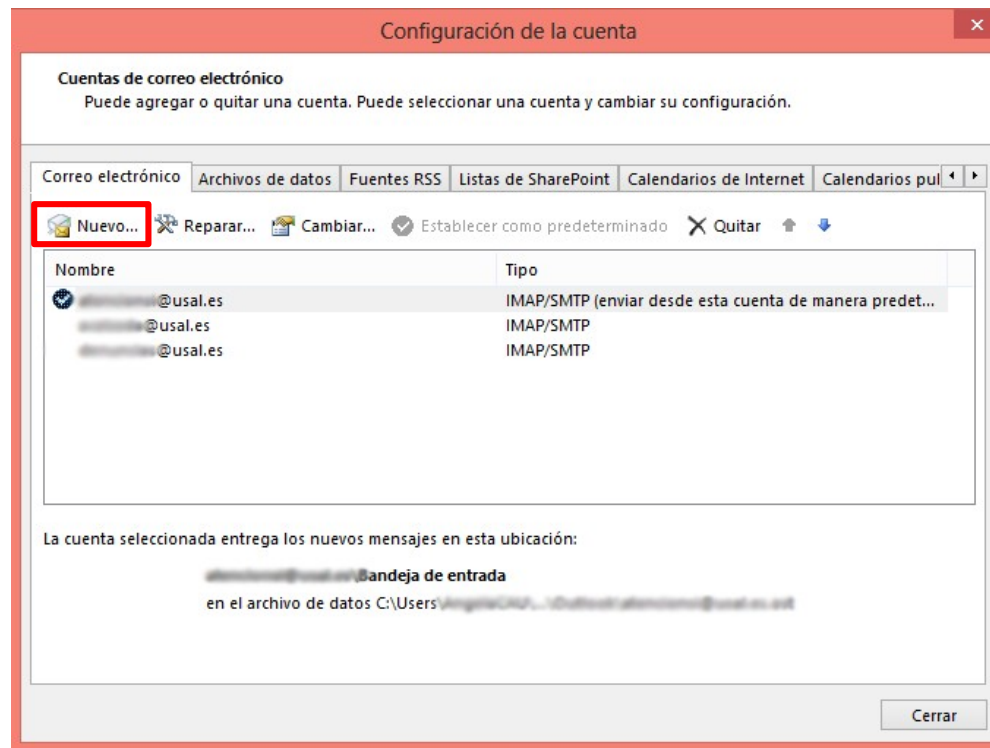 Configuración de la cuenta
Cuentas de correo electrónico
Puede agregar o quitar una cuenta. Puede seleccionar una cuenta y cambiar su configuración.
Correo electrónico Archivos de datos Fuentes RSS Listas de SharePoint Calendarios de Internet Calendarios pul
Nuevo... Reparar... Cambiar... Establecer como predeterminado Quitar
Nombre Tipo
@usal.es IMAP/SMTP (enviar desde esta cuenta de manera predet...
@usal.es IMAP/SMTP
@usal.es IMAP/SMTP
La cuenta seleccionada entrega los nuevos mensajes en esta ubicación:
\Bandeja de entrada
en el archivo de datos C:\Users\
Cerrar